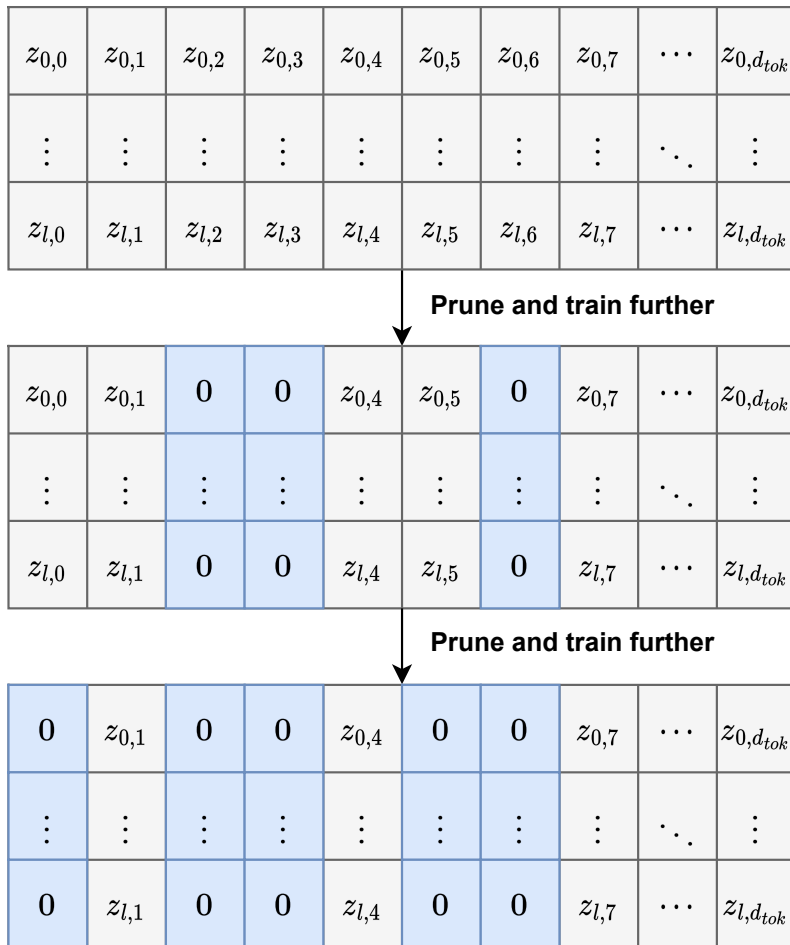 z_{0,0} z_{0,1} z_{0,2} z_{0,3} z_{0,4} z_{0,5} z_{0,6} z_{0,7} ⋯ z_{0,d_{tok}}
⋮ ⋮ ⋮ ⋮ ⋮ ⋮ ⋮ ⋮ ⋱ ⋮
z_{l,0} z_{l,1} z_{l,2} z_{l,3} z_{l,4} z_{l,5} z_{l,6} z_{l,7} ⋯ z_{l,d_{tok}}
Prune and train further
z_{0,0} z_{0,1} 0 0 z_{0,4} z_{0,5} 0 z_{0,7} ⋯ z_{0,d_{tok}}
⋮ ⋮ ⋮ ⋮ ⋮ ⋮ ⋮ ⋮ ⋱ ⋮
z_{l,0} z_{l,1} 0 0 z_{l,4} z_{l,5} 0 z_{l,7} ⋯ z_{l,d_{tok}}
Prune and train further
0 z_{0,1} 0 0 z_{0,4} 0 0 z_{0,7} ⋯ z_{0,d_{tok}}
⋮ ⋮ ⋮ ⋮ ⋮ ⋮ ⋮ ⋮ ⋱ ⋮
0 z_{l,1} 0 0 z_{l,4} 0 0 z_{l,7} ⋯ z_{l,d_{tok}}